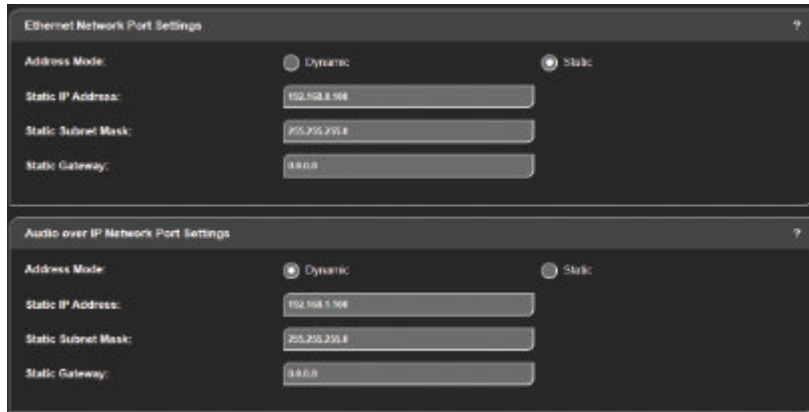 Ethernet Network Port Settings ?
Address Mode: Dynamic Static
Static IP Address: 192.168.0.100
Static Subnet Mask: 255.255.255.0
Static Gateway: 0.0.0.0
Audio over IP Network Port Settings ?
Address Mode: Dynamic Static
Static IP Address: 192.168.1.100
Static Subnet Mask: 255.255.255.0
Static Gateway: 0.0.0.0